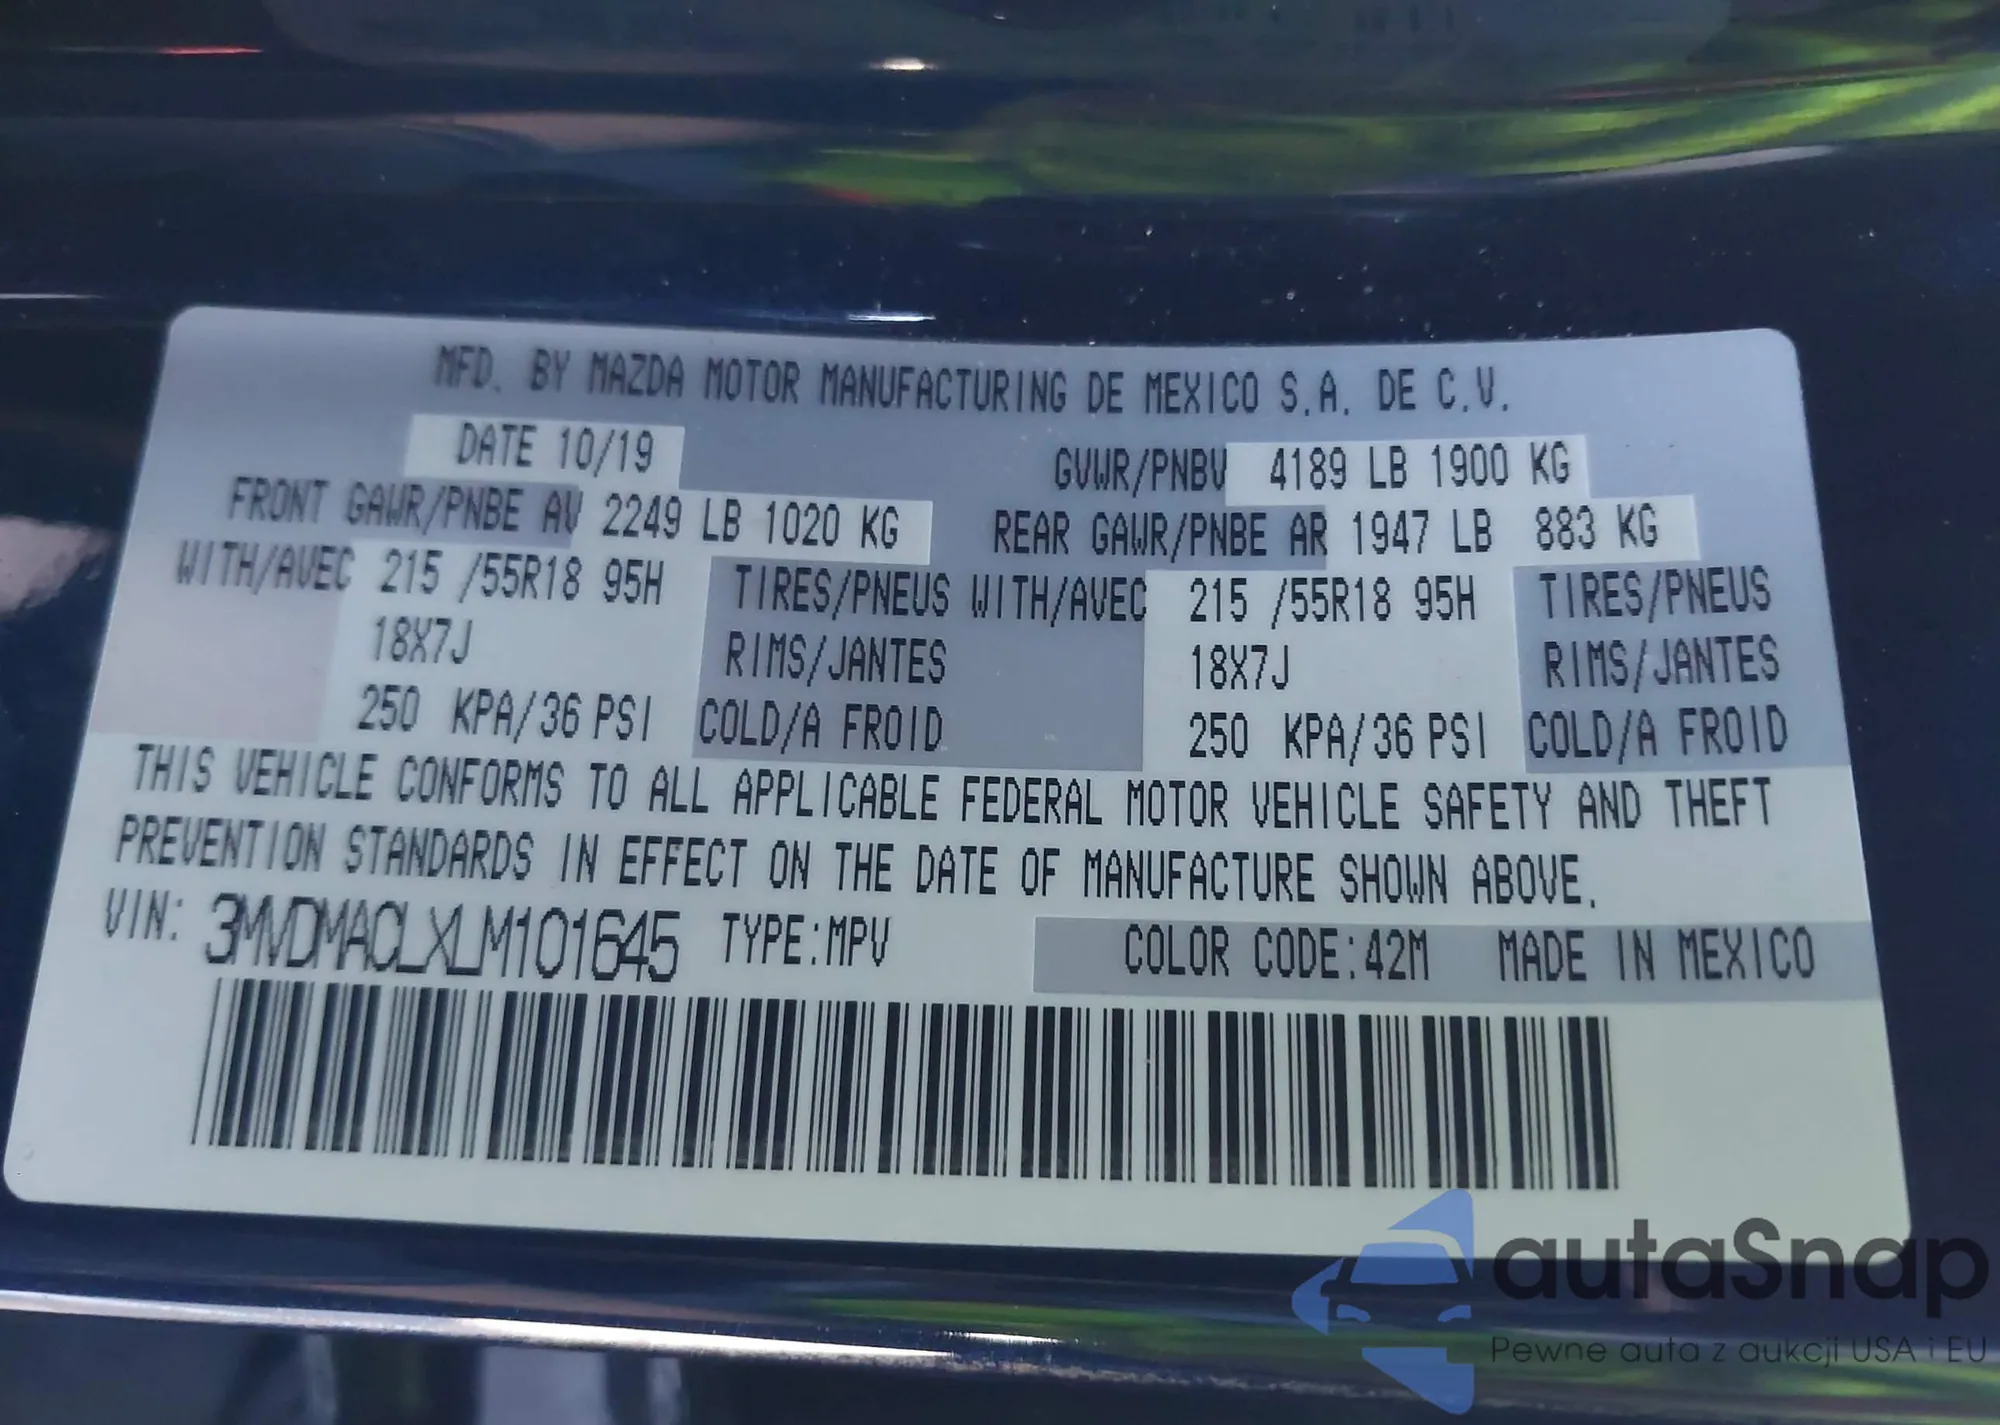 MFD. BY MAZDA MOTOR MANUFACTURING DE MEXICO S.A. DE C.V.
DATE 10/19 GVWR/PNBV 4189 LB 1900 KG
FRONT GAWR/PNBE AV 2249 LB 1020 KG REAR GAWR/PNBE AR 1947 LB 883 KG
WITH/AVEC 215 /55R18 95H TIRES/PNEUS WITH/AVEC 215 /55R18 95H TIRES/PNEUS
18X7J RIMS/JANTES 18X7J RIMS/JANTES
250 KPA/36 PSI COLD/A FROID 250 KPA/36 PSI COLD/A FROID
THIS VEHICLE CONFORMS TO ALL APPLICABLE FEDERAL MOTOR VEHICLE SAFETY AND THEFT
PREVENTION STANDARDS IN EFFECT ON THE DATE OF MANUFACTURE SHOWN ABOVE.
VIN: 3MVDMACLXLM101645 TYPE:MPV COLOR CODE:42M MADE IN MEXICO
autaSnap
Pewne auta z aukcji USA i EU